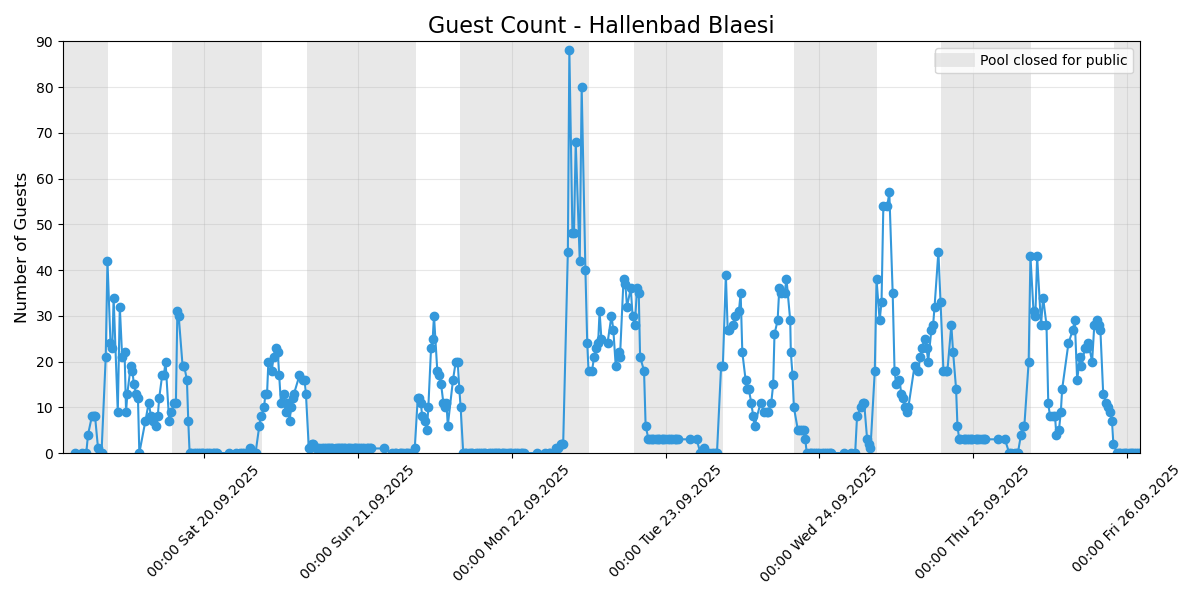 Guest Count - Hallenbad Blaesi
Pool closed for public
Number of Guests
90
80
70
60
50
40
30
20
10
0
00:00 Sat 20.09.2025
00:00 Sun 21.09.2025
00:00 Mon 22.09.2025
00:00 Tue 23.09.2025
00:00 Wed 24.09.2025
00:00 Thu 25.09.2025
00:00 Fri 26.09.2025